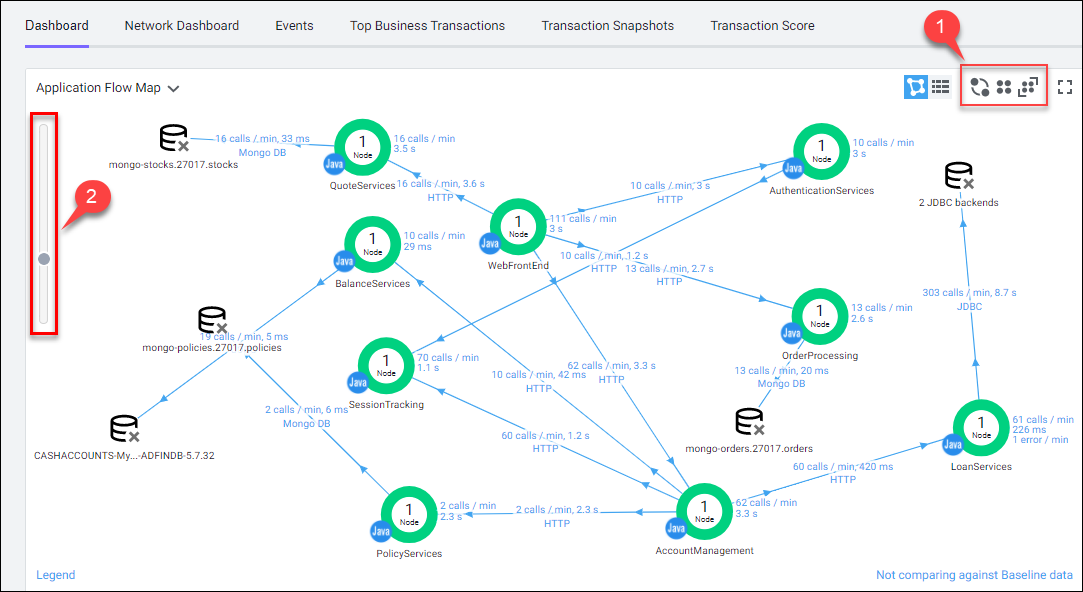 Dashboard
Network Dashboard
Events
Top Business Transactions
Transaction Snapshots
Transaction Score
1
Application Flow Map
2
mongo-stocks.27017.stocks
16 calls / min, 33 ms
Mongo DB
1
Node
Java
16 calls / min
3.5 s
QuoteServices
16 calls / min, 3.6 s
HTTP
1
Node
Java
10 calls / min
3 s
AuthenticationServices
10 calls / min, 3 s
HTTP
2 JDBC backends
1
Node
Java
111 calls / min
3 s
WebFrontEnd
1
Node
Java
10 calls / min
29 ms
BalanceServices
10 calls / min, 1.2 s
HTTP
13 calls / min, 2.7 s
HTTP
303 calls / min, 8.7 s
JDBC
1
Node
Java
13 calls / min
2.6 s
OrderProcessing
19 calls / min, 5 ms
mongo-policies.27017.policies
1
Node
Java
70 calls / min
1.1 s
SessionTracking
62 calls / min, 3.3 s
HTTP
10 calls / min, 42 ms
HTTP
13 calls / min, 20 ms
Mongo DB
2 calls / min, 6 ms
Mongo DB
mongo-orders.27017.orders
1
Node
Java
61 calls / min
226 ms
1 error / min
LoanServices
CASHACCOUNTS-My...-ADFINDB-5.7.32
60 calls / min, 1.2 s
HTTP
60 calls / min, 420 ms
HTTP
1
Node
Java
2 calls / min
2.3 s
PolicyServices
2 calls / min, 2.3 s
HTTP
1
Node
Java
62 calls / min
3.3 s
AccountManagement
Legend
Not comparing against Baseline data